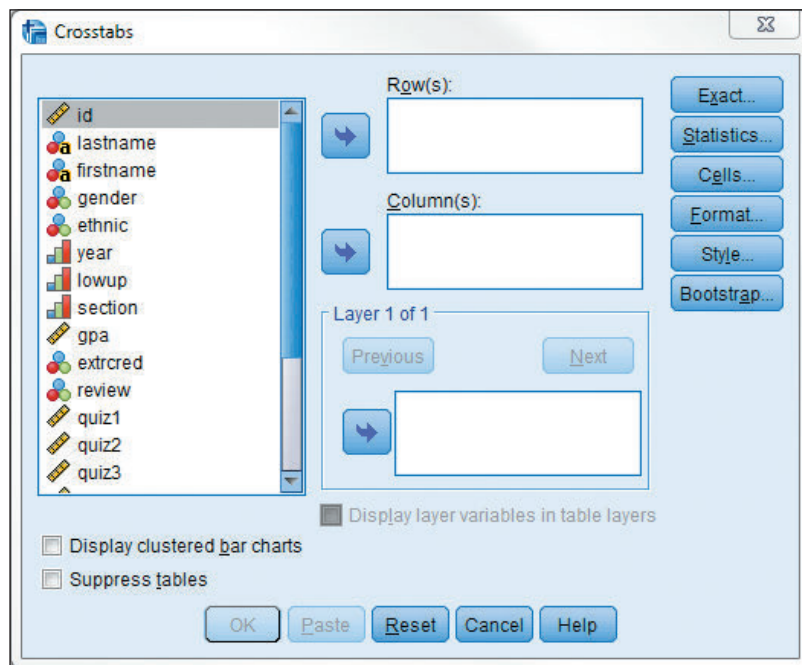 Crosstabs
id
lastname
firstname
gender
ethnic
year
lowup
section
gpa
extrcred
review
quiz1
quiz2
quiz3
Row(s):
Column(s):
Layer 1 of 1
Previous
Next
Display layer variables in table layers
Exact...
Statistics...
Cells...
Format...
Style...
Bootstrap...
Display clustered bar charts
Suppress tables
OK
Paste
Reset
Cancel
Help